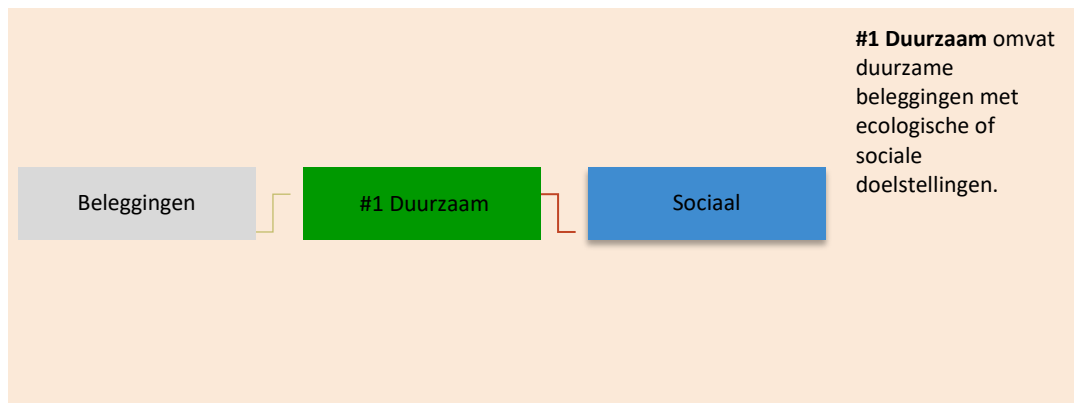 #1 Duurzaam omvat
duurzame
beleggingen met
ecologische of
sociale
doelstellingen.
Beleggingen
#1 Duurzaam
Sociaal